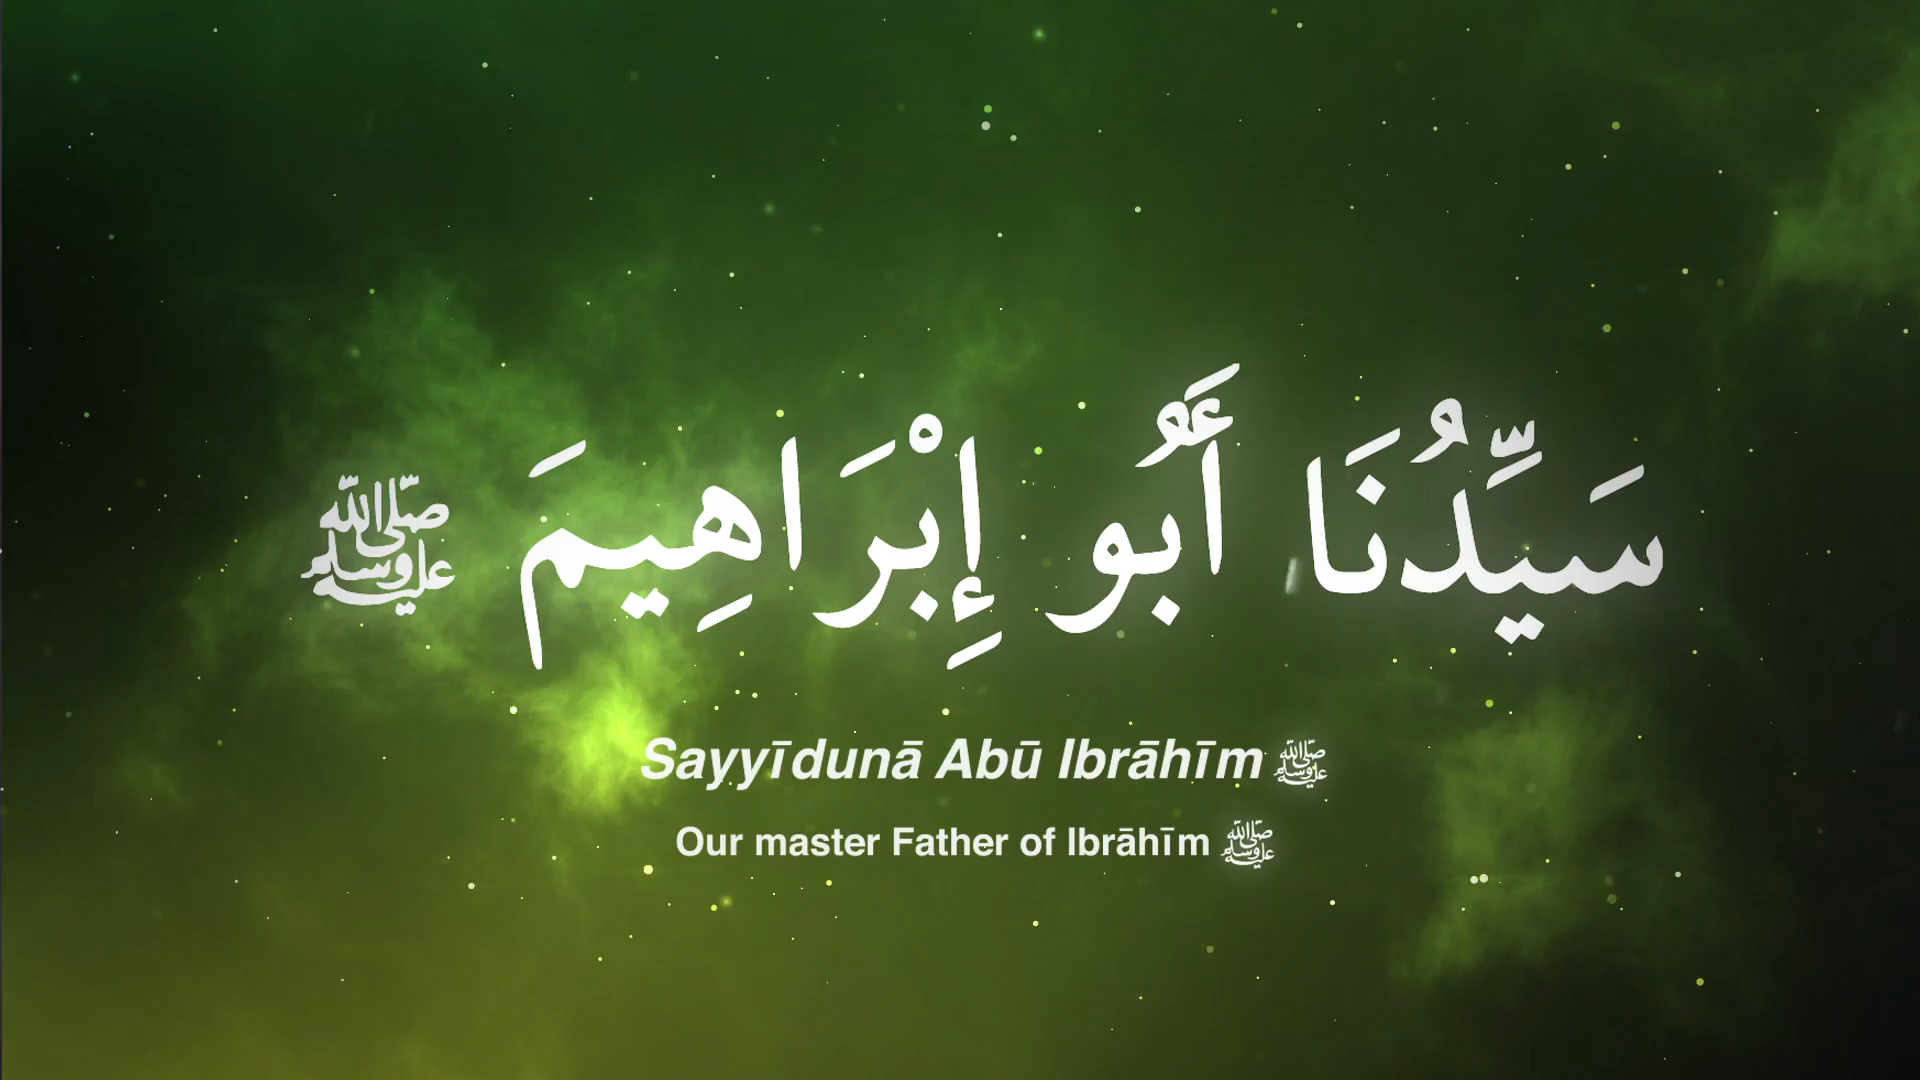 سَيِّدُنَا أَبُو إِبْرَاهِيمَ ﷺ
Sayyīdunā Abū Ibrāhīm ﷺ
Our master Father of Ibrāhīm ﷺ